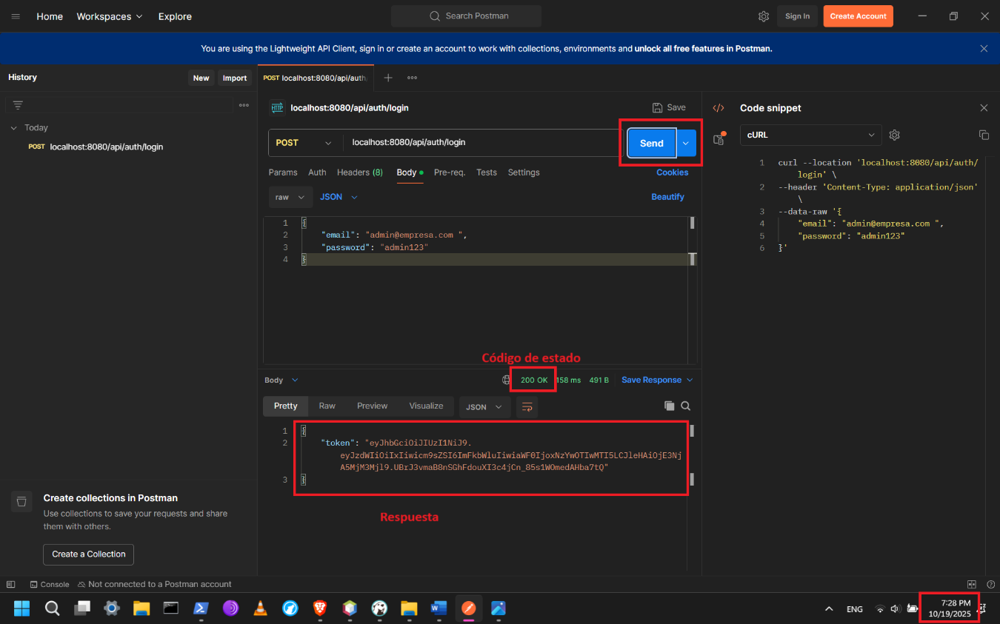 Home Workspaces Explore
Search Postman
Sign In
Create Account
You are using the Lightweight API Client, sign in or create an account to work with collections, environments and unlock all free features in Postman.
History
New Import
Today
POST localhost:8080/api/auth/login
Create collections in Postman
Use collections to save your requests and share
them with others.
Create a Collection
POST localhost:8080/api/auth
HTTP localhost:8080/api/auth/login
Save
POST localhost:8080/api/auth/login
Send
Params Auth Headers (8) Body Pre-req. Tests Settings
Cookies
raw JSON
Beautify
1 {
2 "email": "admin@empresa.com ",
3 "password": "admin123"
4 }
Código de estado
Body
200 OK 158 ms 491 B Save Response
Pretty Raw Preview Visualize JSON
1 {
2 "token": "eyJhbGciOiJIUzI1NiJ9.
eyJzdWIiOiIxIiwicm9sZSI6ImFkbWluIiwiaWF0IjoxNzYwOTIwMTI5LCJleHAiOjE3Nj
A5MjM3Mjl9.UBrJ3vmaB8nSGhFdouXI3c4jCn_85s1WOmedAHba7tQ"
3 }
Respuesta
</> Code snippet
cURL
1 curl --location 'localhost:8080/api/auth/
login' \
2 --header 'Content-Type: application/json'
\
3 --data-raw '{
4 "email": "admin@empresa.com ",
5 "password": "admin123"
6 }'
Console Not connected to a Postman account
ENG
7:28 PM
10/19/2025